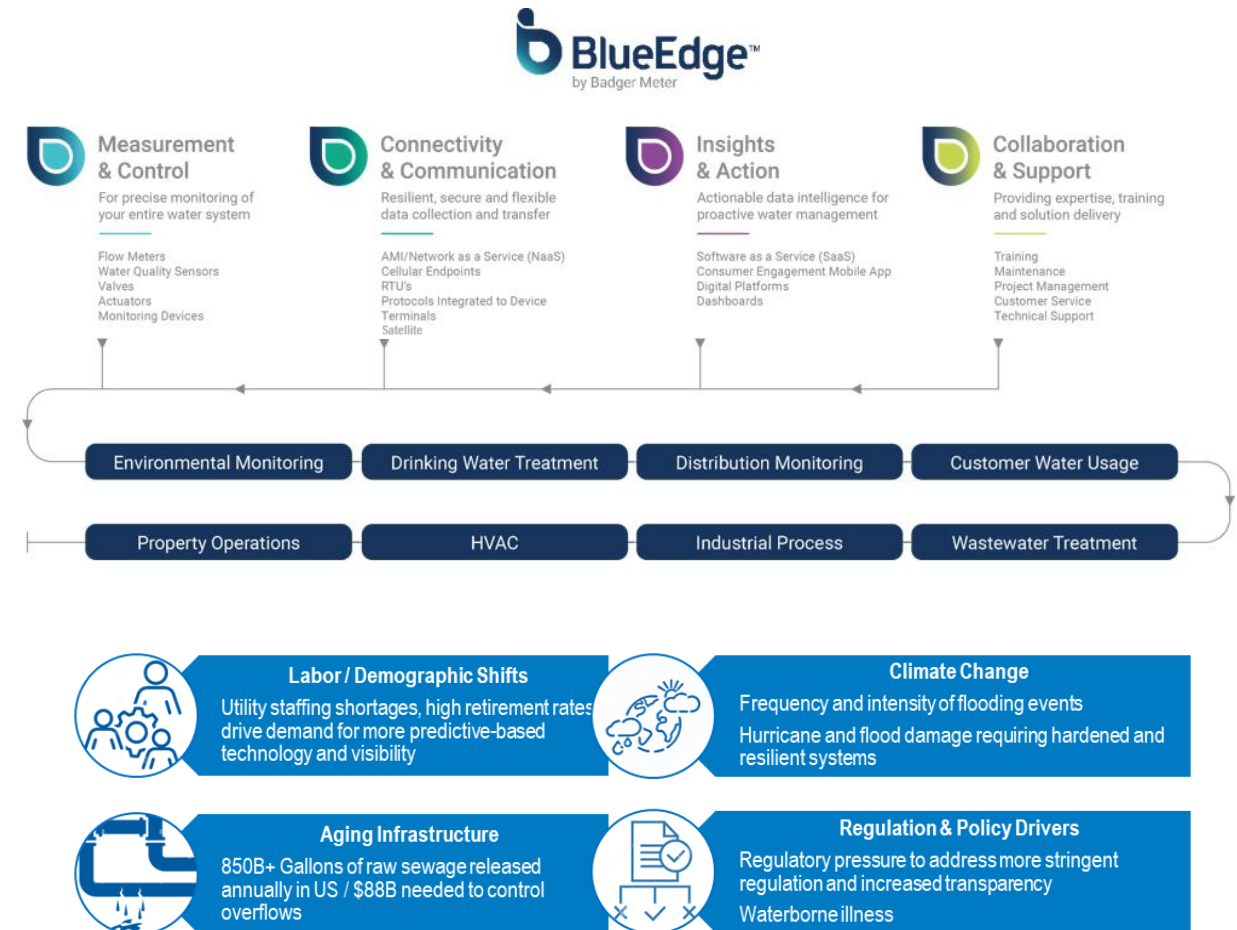 BlueEdge™
by Badger Meter
Measurement
& Control
For precise monitoring of
your entire water system
Flow Meters
Water Quality Sensors
Valves
Actuators
Monitoring Devices
Connectivity
& Communication
Resilient, secure and flexible
data collection and transfer
AMI/Network as a Service (NaaS)
Cellular Endpoints
RTU's
Protocols Integrated to Device
Terminals
Satellite
Insights
& Action
Actionable data intelligence for
proactive water management
Software as a Service (SaaS)
Consumer Engagement Mobile App
Digital Platforms
Dashboards
Collaboration
& Support
Providing expertise, training
and solution delivery
Training
Maintenance
Project Management
Customer Service
Technical Support
Environmental Monitoring
Drinking Water Treatment
Distribution Monitoring
Customer Water Usage
Property Operations
HVAC
Industrial Process
Wastewater Treatment
Labor / Demographic Shifts
Utility staffing shortages, high retirement rates
drive demand for more predictive-based
technology and visibility
Climate Change
Frequency and intensity of flooding events
Hurricane and flood damage requiring hardened and
resilient systems
Aging Infrastructure
850B+ Gallons of raw sewage released
annually in US / $88B needed to control
overflows
Regulation & Policy Drivers
Regulatory pressure to address more stringent
regulation and increased transparency
Waterborne illness